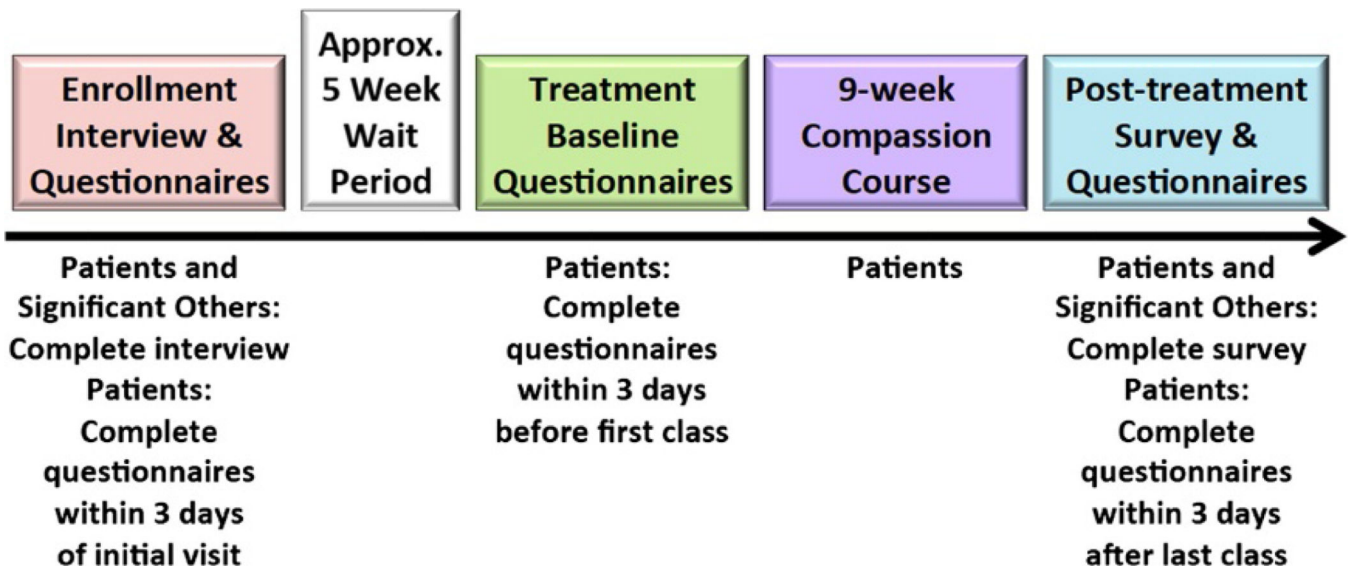 Enrollment
Interview &
Questionnaires
Approx.
5 Week
Wait
Period
Treatment
Baseline
Questionnaires
9-week
Compassion
Course
Post-treatment
Survey &
Questionnaires
Patients and
Significant Others:
Complete interview
Patients:
Complete
questionnaires
within 3 days
of initial visit
Patients:
Complete
questionnaires
within 3 days
before first class
Patients
Patients and
Significant Others:
Complete survey
Patients:
Complete
questionnaires
within 3 days
after last class